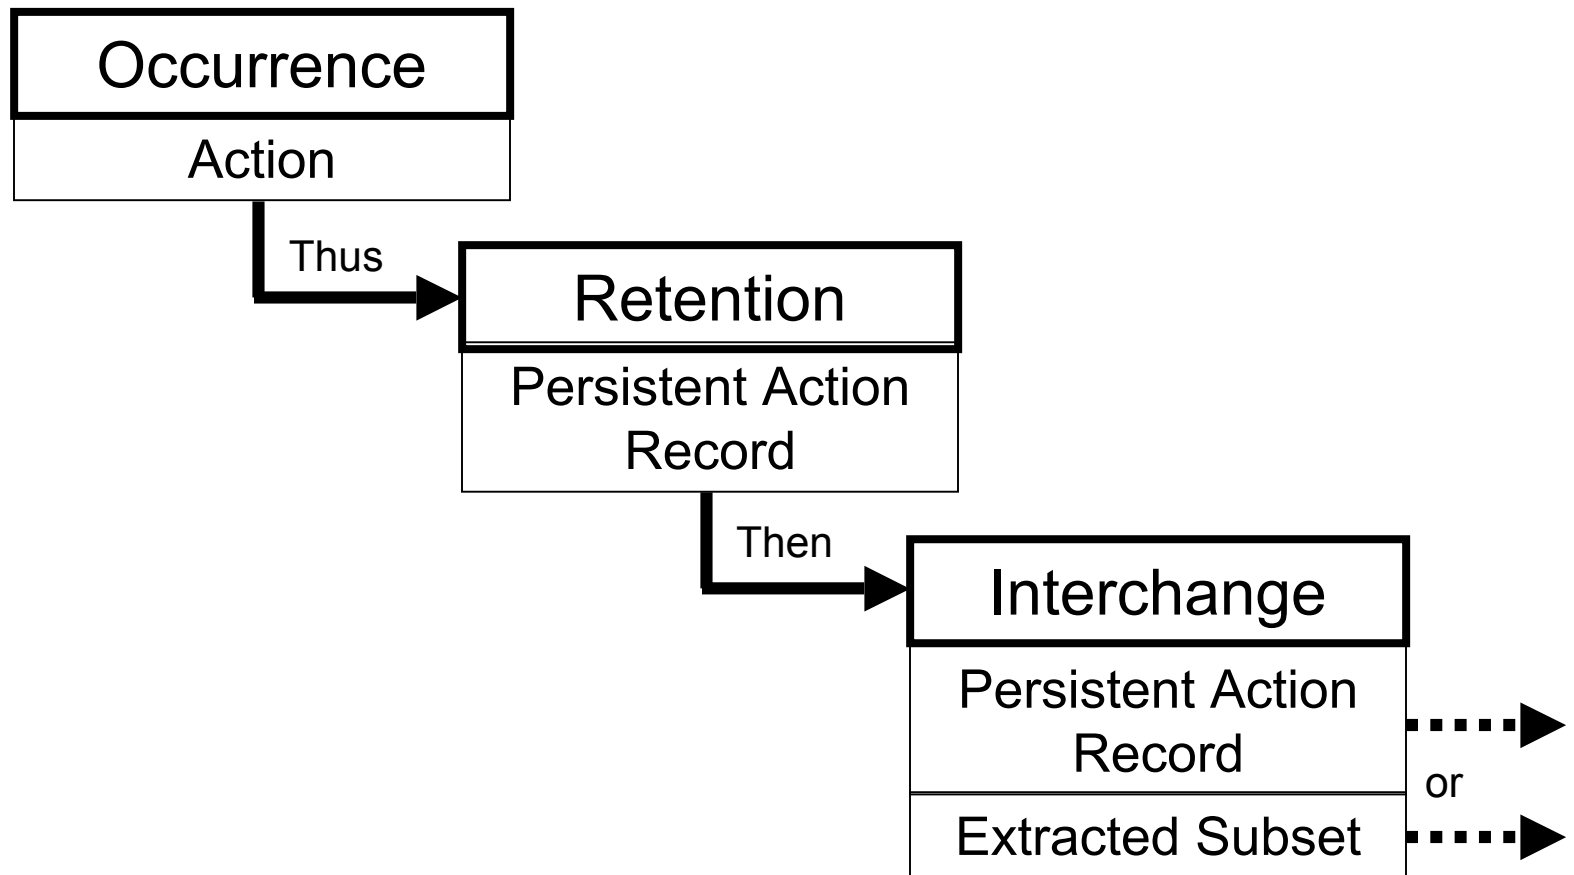 Occurrence
Action
Thus
Retention
Persistent Action
Record
Then
Interchange
Persistent Action
Record
or
Extracted Subset